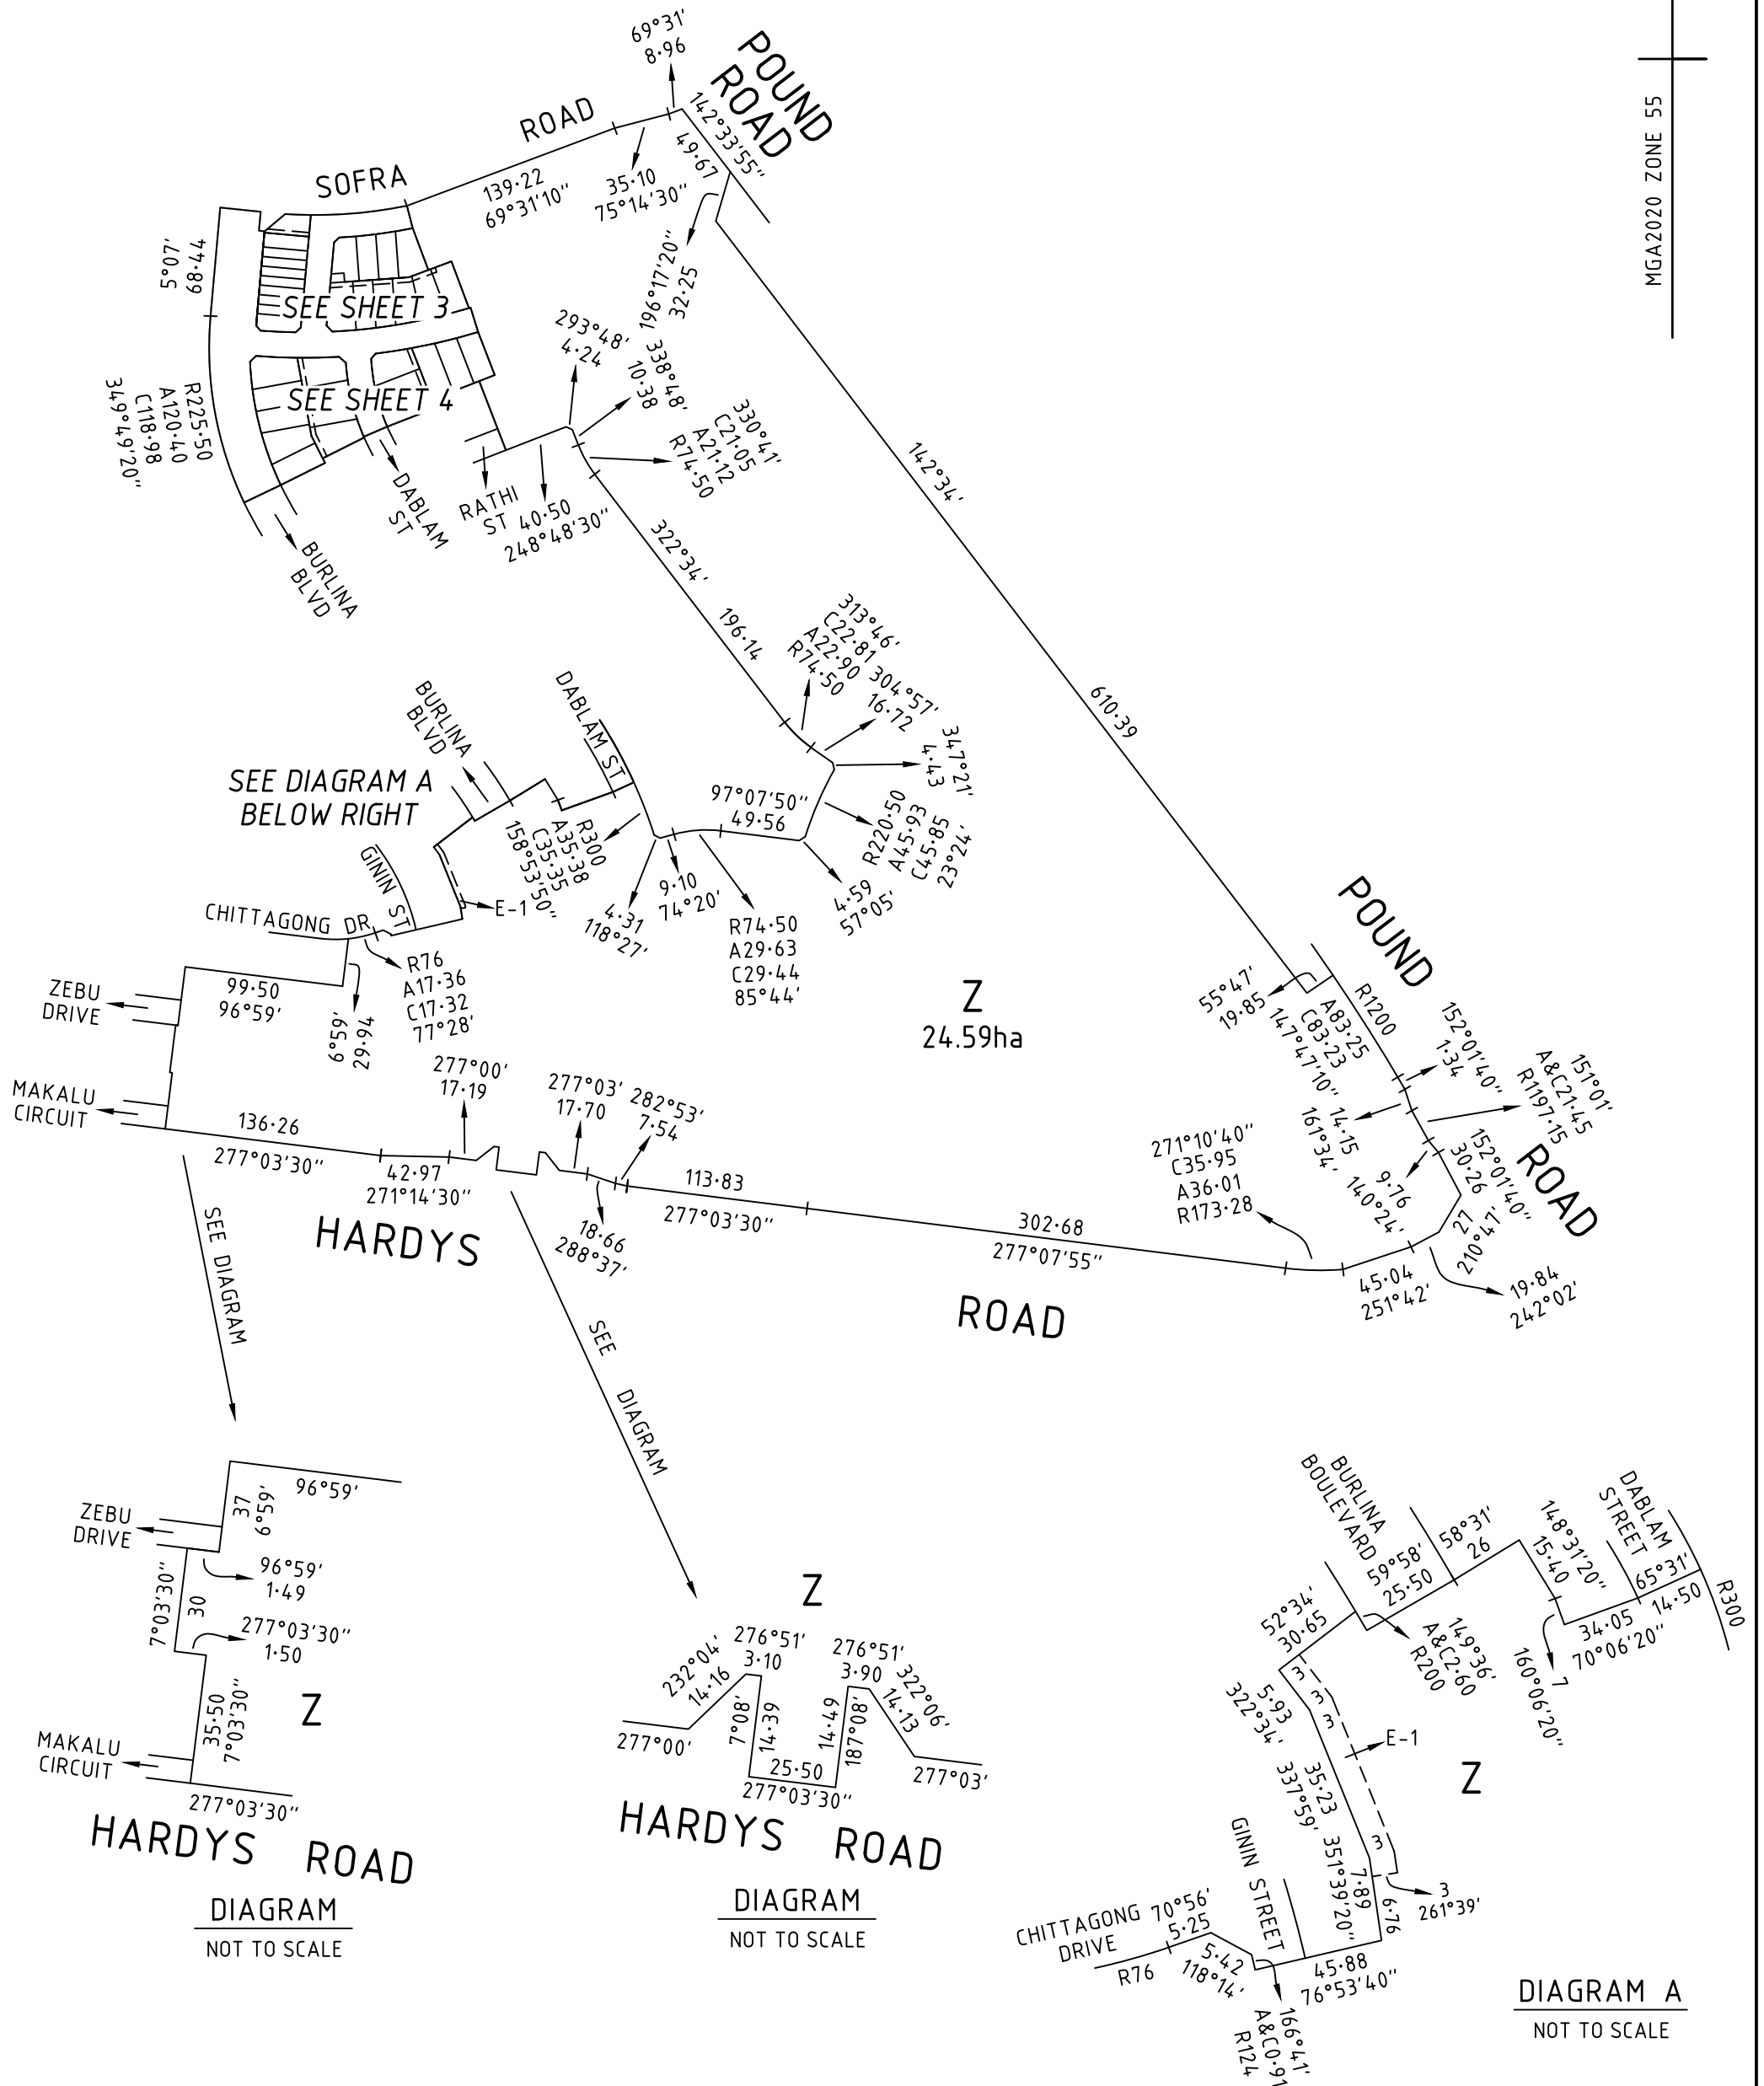 69°31'
8·96
POUND
ROAD
142°33'55"
49·67
ROAD
SOFRA
139·22
69°31'10"
35·10
75°14'30"
196°17'20"
32·25
MGA2020 ZONE 55
5°07'
68·44
SEE SHEET 3
SEE SHEET 4
R225·50
A120·40
C118·98
349°49'20"
293°48'
4·24
338°48'
10·38
330°41'
C21·05
A21·12
R74·50
DABLAM
ST
RATHI
ST
40·50
248°48'30"
BURLINA
BLVD
322°34'
196·14
142°34'
610·39
313°46'
C22·81
A22·90
R74·50
304°57'
16·72
347°21'
4·43
BURLINA
BLVD
DABLAM ST
SEE DIAGRAM A
BELOW RIGHT
97°07'50"
49·56
R220·50
A45·93
C45·85
23°24'
R300
A35·38
C35·35
158°53'50"
GININ ST
CHITTAGONG DR
E-1
4·31
118°27'
9·10
74°20'
R74·50
A29·63
C29·44
85°44'
4·59
57°05'
ZEBU
DRIVE
99·50
96°59'
6°59'
29·94
R76
A17·36
C17·32
77°28'
Z
24.59ha
POUND
ROAD
55°47'
19·85
R1200
A83·25
C83·23
147°47'10"
152°01'40"
1·34
151°01'
A&C21·45
R1197·15
14·15
161°34'
9·76
140°24'
152°01'40"
30·26
27
210°47'
19·84
242°02'
45·04
251°42'
271°10'40"
C35·95
A36·01
R173·28
MAKALU
CIRCUIT
136·26
277°03'30"
42·97
271°14'30"
277°00'
17·19
277°03'
17·70
282°53'
7·54
18·66
288°37'
113·83
277°03'30"
302·68
277°07'55"
HARDYS
ROAD
SEE DIAGRAM
SEE DIAGRAM
96°59'
37
6°59'
ZEBU
DRIVE
96°59'
1·49
7°03'30"
30
277°03'30"
1·50
35·50
7°03'30"
Z
MAKALU
CIRCUIT
277°03'30"
HARDYS ROAD
DIAGRAM
NOT TO SCALE
Z
232°04'
14·16
276°51'
3·10
276°51'
3·90
322°06'
14·13
277°00'
7°08'
14·39
14·49
187°08'
25·50
277°03'30"
277°03'
HARDYS ROAD
DIAGRAM
NOT TO SCALE
BURLINA
BOULEVARD
58°31'
26
59°58'
25·50
148°31'20"
15·40
DABLAM
STREET
65°31'
14·50
R300
34·05
70°06'20"
7
160°06'20"
149°36'
A&C2·60
R200
52°34'
30·65
3
3
3
3
5·93
322°34'
E-1
Z
35·23
337°59'
7·89
351°39'20"
6·76
3
261°39'
GININ STREET
CHITTAGONG
DRIVE
70°56'
5·25
R76
5·42
118°14'
45·88
76°53'40"
166°41'
A&C0·91
R124
DIAGRAM A
NOT TO SCALE